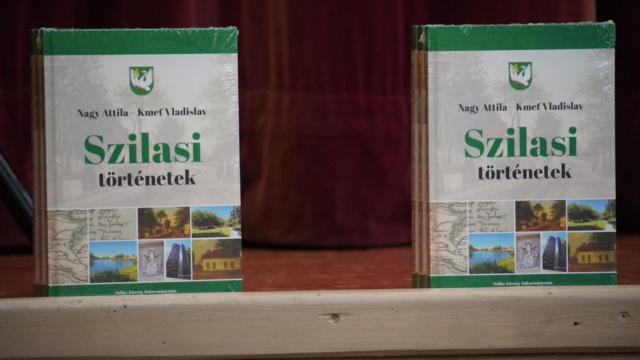 Nagy Attila – Kmeť Vladislav
Szilasi
történetek
Nagy Attila – Kmeť Vladislav
Szilasi
történetek